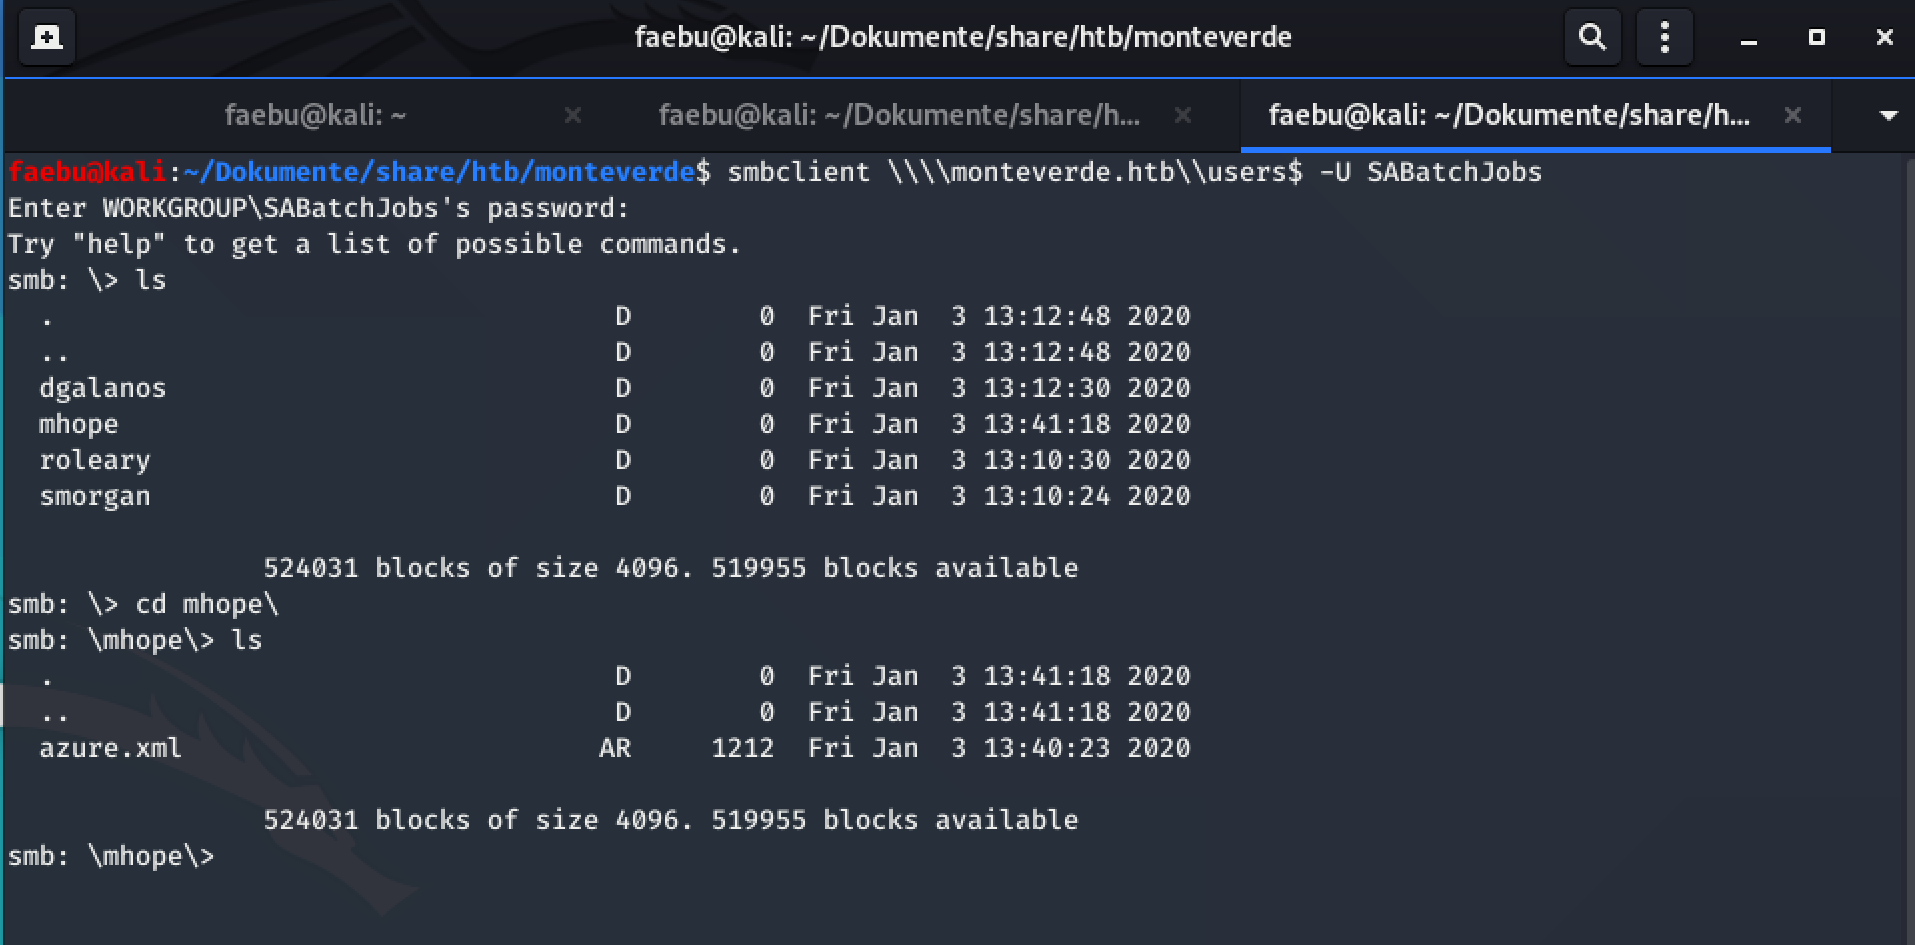 faebu@kali: ~/Dokumente/share/htb/monteverde
faebu@kali: ~
faebu@kali: ~/Dokumente/share/h...
faebu@kali: ~/Dokumente/share/h...
faebu@kali:~/Dokumente/share/htb/monteverde$ smbclient \\\\monteverde.htb\\users$ -U SABatchJobs
Enter WORKGROUP\SABatchJobs's password:
Try "help" to get a list of possible commands.
smb: \> ls
  .                                   D        0  Fri Jan  3 13:12:48 2020
  ..                                  D        0  Fri Jan  3 13:12:48 2020
  dgalanos                            D        0  Fri Jan  3 13:12:30 2020
  mhope                               D        0  Fri Jan  3 13:41:18 2020
  roleary                             D        0  Fri Jan  3 13:10:30 2020
  smorgan                             D        0  Fri Jan  3 13:10:24 2020
                524031 blocks of size 4096. 519955 blocks available
smb: \> cd mhope\
smb: \mhope\> ls
  .                                   D        0  Fri Jan  3 13:41:18 2020
  ..                                  D        0  Fri Jan  3 13:41:18 2020
  azure.xml                          AR     1212  Fri Jan  3 13:40:23 2020
                524031 blocks of size 4096. 519955 blocks available
smb: \mhope\>